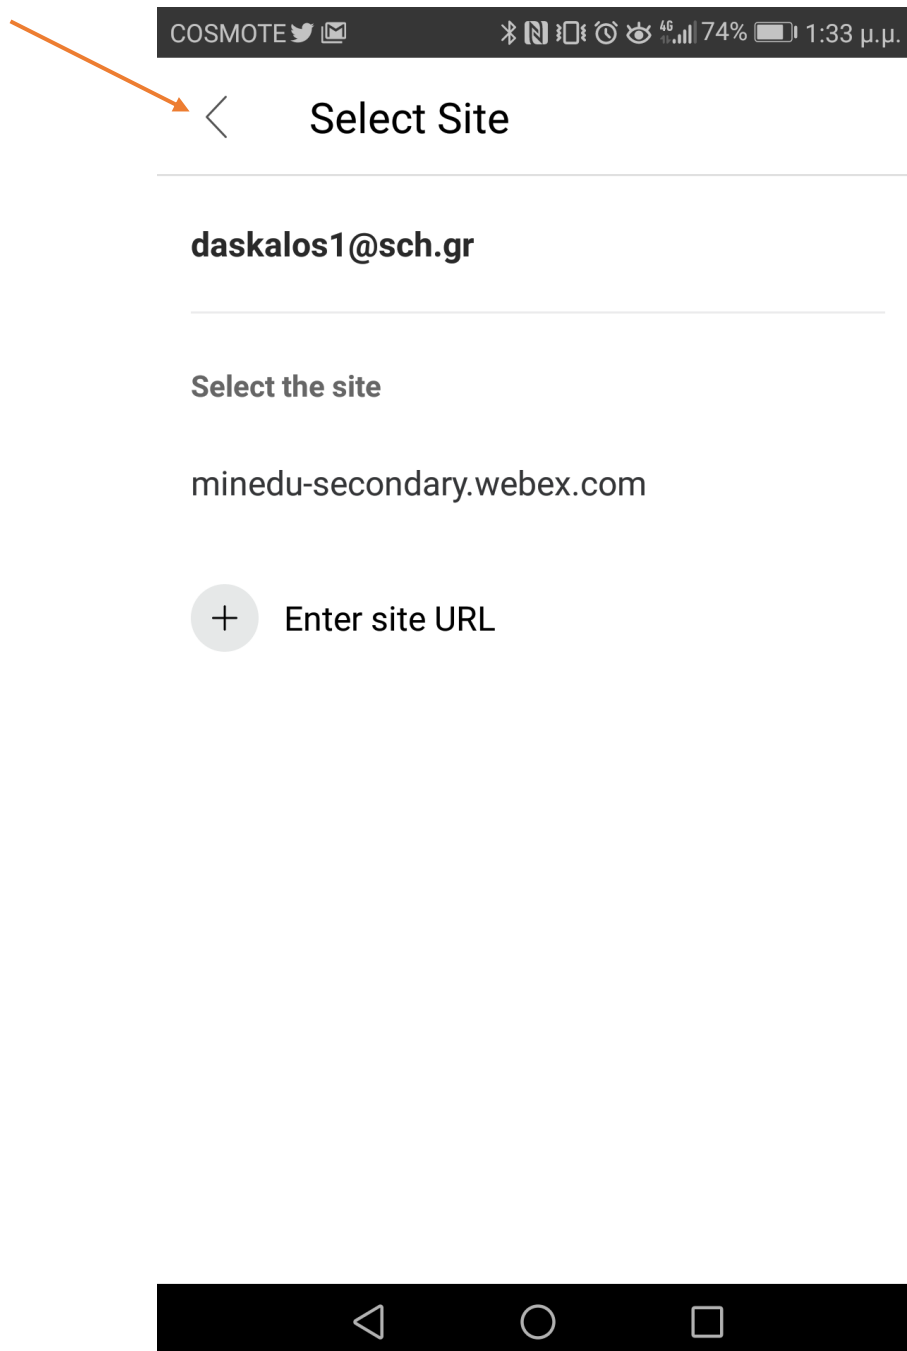 COSMOTE 4G 74% 1:33 μ.μ.
Select Site
daskalos1@sch.gr
Select the site
minedu-secondary.webex.com
+ Enter site URL